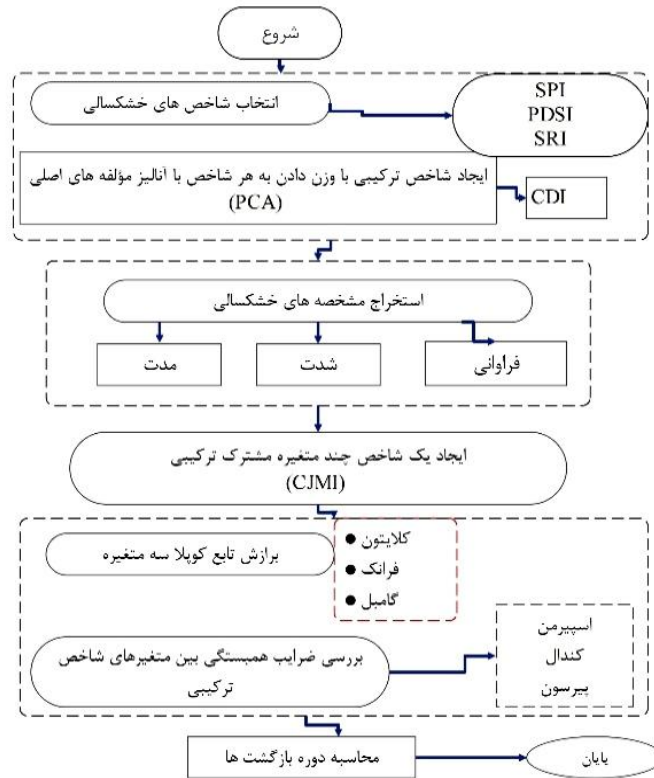 شروع
انتخاب شاخص های خشکسالی
SPI
PDSI
SRI
ایجاد شاخص ترکیبی با وزن دادن به هر شاخص با آنالیز مؤلفه های اصلی
(PCA)
CDI
استخراج مشخصه های خشکسالی
فراوانی
شدت
مدت
ایجاد یک شاخص چند متغیره مشترک ترکیبی
(CJMI)
برازش تابع کوپلا سه متغیره
● کلایتون
● فرانک
● گامبل
بررسی ضرایب همبستگی بین متغیرهای شاخص
ترکیبی
اسپیرمن
کندال
پیرسون
محاسبه دوره بازگشت ها
پایان